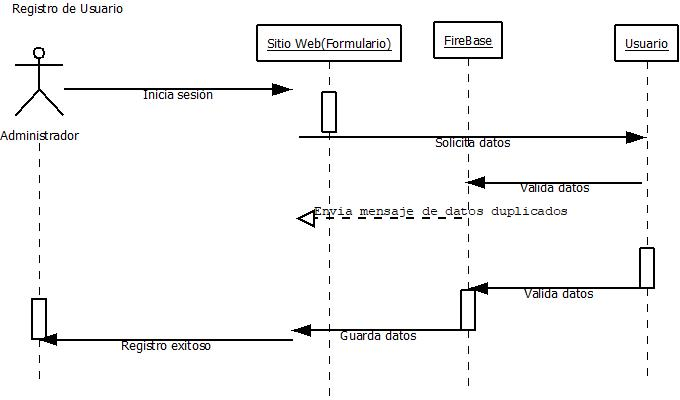 Registro de Usuario
Sitio Web(Formulario)
FireBase
Usuario
Inicia sesión
Administrador
Solicita datos
Valida datos
Envia mensaje de datos duplicados
Valida datos
Guarda datos
Registro exitoso